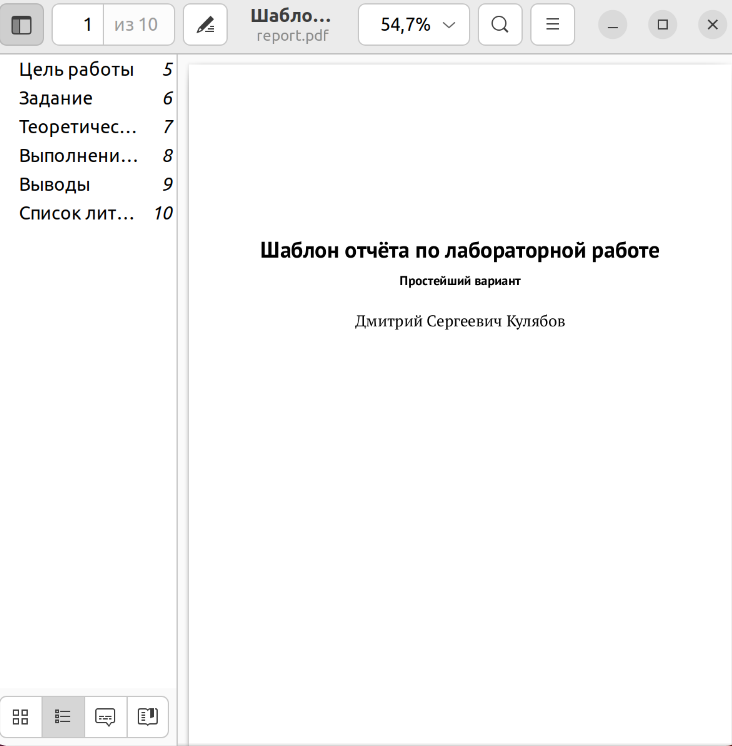 1 из 10
Шабло...
report.pdf
54,7%
Цель работы 5
Задание 6
Теоретичес... 7
Выполнени... 8
Выводы 9
Список лит... 10
Шаблон отчёта по лабораторной работе
Простейший вариант
Дмитрий Сергеевич Кулябов